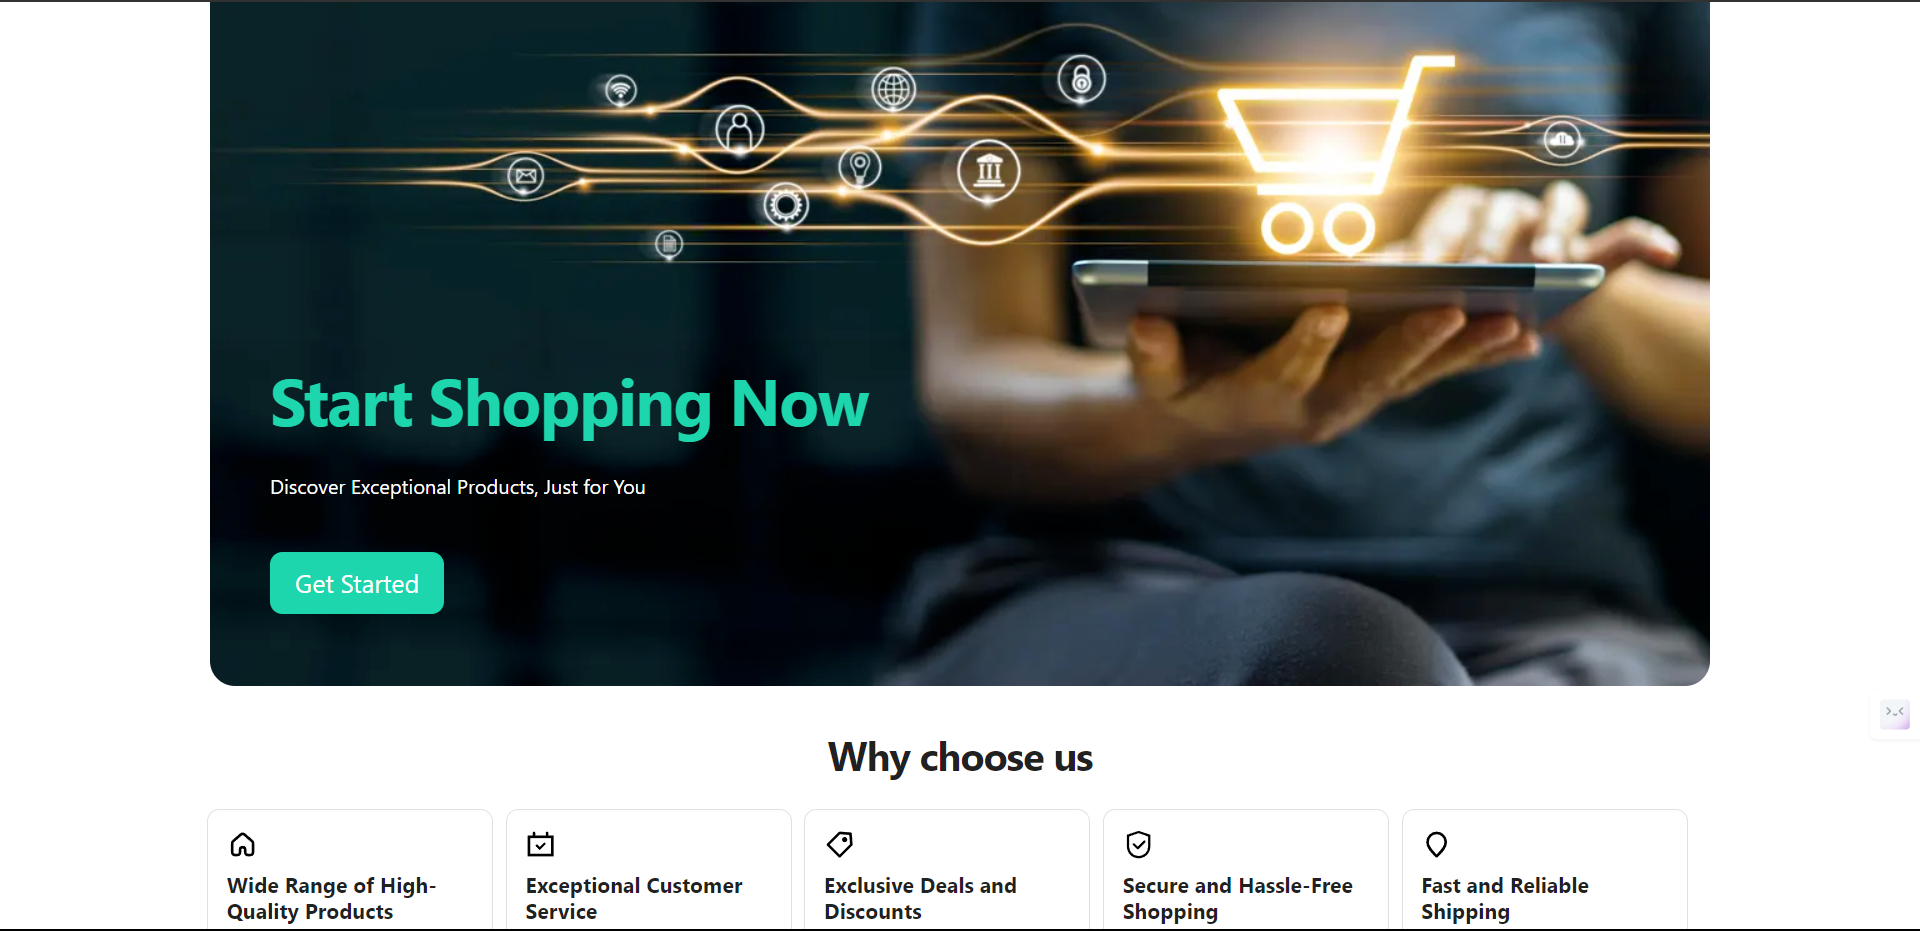 Start Shopping Now
Discover Exceptional Products, Just for You
Get Started
Why choose us
Wide Range of High-
Quality Products
Exceptional Customer
Service
Exclusive Deals and
Discounts
Secure and Hassle-Free
Shopping
Fast and Reliable
Shipping